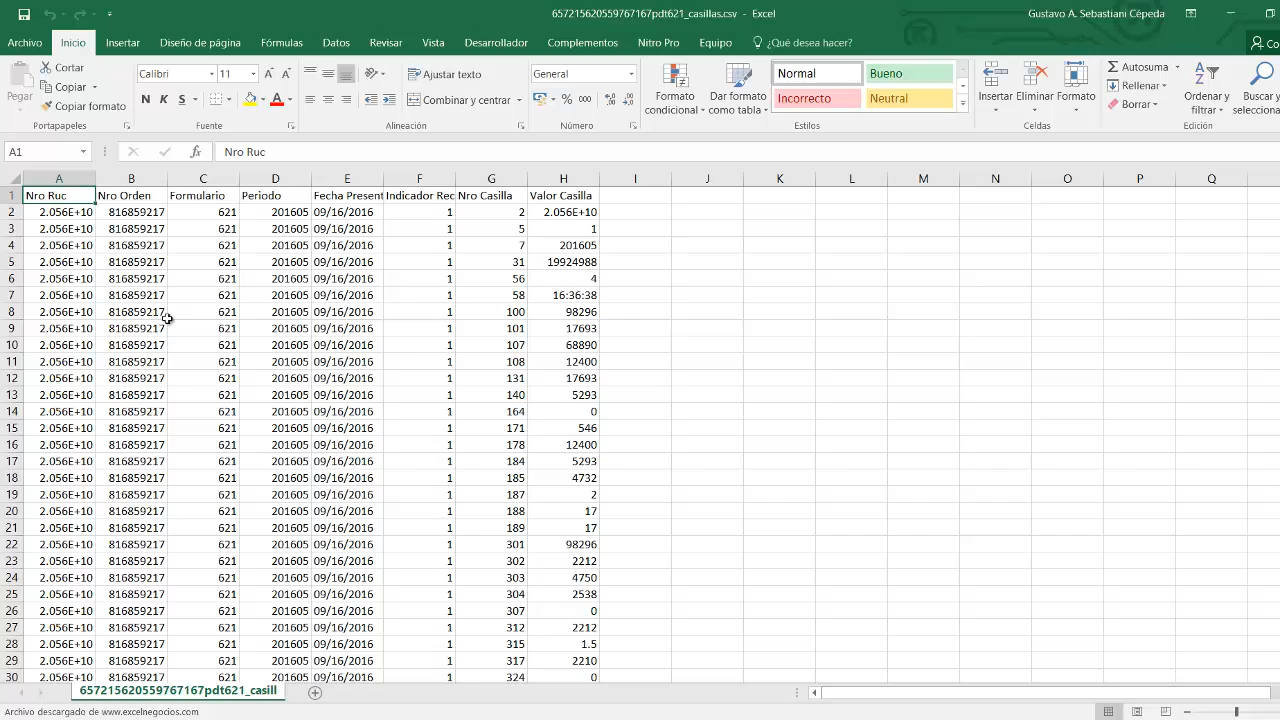 657215620559767167pdt621_casillas.csv - Excel Gustavo A. Sebastiani Cépeda
Archivo Inicio Insertar Diseño de página Fórmulas Datos Revisar Vista Desarrollador Complementos Nitro Pro Equipo ¿Qué desea hacer? Co
Pegar
Cortar
Copiar
Copiar formato
Portapapeles
Calibri 11
N K S
Fuente
Ajustar texto
Combinar y centrar
Alineación
General
% 000
Número
Formato condicional
Dar formato como tabla
Normal Bueno
Incorrecto Neutral
Estilos
Insertar Eliminar Formato
Celdas
Autosuma
Rellenar
Borrar
Ordenar y filtrar
Buscar y selecciona
Edición
A1 fx Nro Ruc
A B C D E F G H I J K L M N O P Q
1 Nro Ruc Nro Orden Formulario Periodo Fecha Present Indicador Rec Nro Casilla Valor Casilla
2 2.056E+10 816859217 621 201605 09/16/2016 1 2 2.056E+10
3 2.056E+10 816859217 621 201605 09/16/2016 1 5 1
4 2.056E+10 816859217 621 201605 09/16/2016 1 7 201605
5 2.056E+10 816859217 621 201605 09/16/2016 1 31 19924988
6 2.056E+10 816859217 621 201605 09/16/2016 1 56 4
7 2.056E+10 816859217 621 201605 09/16/2016 1 58 16:36:38
8 2.056E+10 816859217 621 201605 09/16/2016 1 100 98296
9 2.056E+10 816859217 621 201605 09/16/2016 1 101 17693
10 2.056E+10 816859217 621 201605 09/16/2016 1 107 68890
11 2.056E+10 816859217 621 201605 09/16/2016 1 108 12400
12 2.056E+10 816859217 621 201605 09/16/2016 1 131 17693
13 2.056E+10 816859217 621 201605 09/16/2016 1 140 5293
14 2.056E+10 816859217 621 201605 09/16/2016 1 164 0
15 2.056E+10 816859217 621 201605 09/16/2016 1 171 546
16 2.056E+10 816859217 621 201605 09/16/2016 1 178 12400
17 2.056E+10 816859217 621 201605 09/16/2016 1 184 5293
18 2.056E+10 816859217 621 201605 09/16/2016 1 185 4732
19 2.056E+10 816859217 621 201605 09/16/2016 1 187 2
20 2.056E+10 816859217 621 201605 09/16/2016 1 188 17
21 2.056E+10 816859217 621 201605 09/16/2016 1 189 17
22 2.056E+10 816859217 621 201605 09/16/2016 1 301 98296
23 2.056E+10 816859217 621 201605 09/16/2016 1 302 2212
24 2.056E+10 816859217 621 201605 09/16/2016 1 303 4750
25 2.056E+10 816859217 621 201605 09/16/2016 1 304 2538
26 2.056E+10 816859217 621 201605 09/16/2016 1 307 0
27 2.056E+10 816859217 621 201605 09/16/2016 1 312 2212
28 2.056E+10 816859217 621 201605 09/16/2016 1 315 1.5
29 2.056E+10 816859217 621 201605 09/16/2016 1 317 2210
30 2.056E+10 816859217 621 201605 09/16/2016 1 324 0
657215620559767167pdt621_casill
Archivo descargado de www.excelnegocios.com